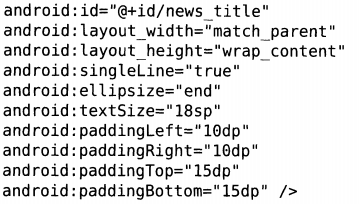 android:id="@+id/news_title"
android:layout_width="match_parent"
android:layout_height="wrap_content"
android:singleLine="true"
android:ellipsize="end"
android:textSize="18sp"
android:paddingLeft="10dp"
android:paddingRight="10dp"
android:paddingTop="15dp"
android:paddingBottom="15dp" />